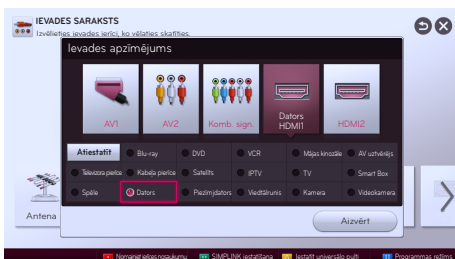 IEVADES SARAKSTS
Izvēlieties ievades ierīci, ko vēlaties skatīties.
Ievades apzīmējums
AV1
AV2
Komb. sign.
Dators
HDMI1
HDMI2
Atiestatīt
Blu-ray
DVD
VCR
Mājas kinozāle
AV uztvērējs
Televizora pierīce
Kabeļa pierīce
Satelīts
IPTV
TV
Smart Box
Spēle
Dators
Piezīmjdators
Viedtālrunis
Kamera
Videokamera
Antena
Aizvērt
Nomainiet ieejas nosaukumu
SIMPLINK iestatīšana
Iestatīt universālo pulti
Programmas režīms